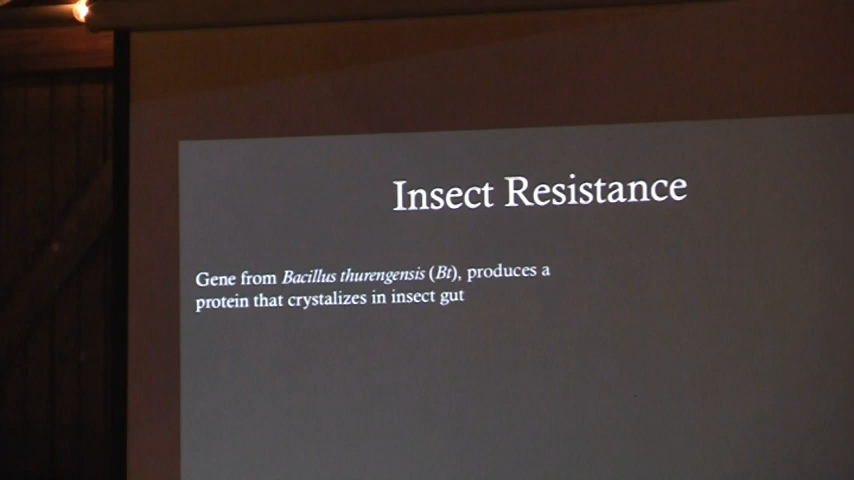 Insect Resistance
Gene from Bacillus thurengensis (Bt), produces a
protein that crystalizes in insect gut